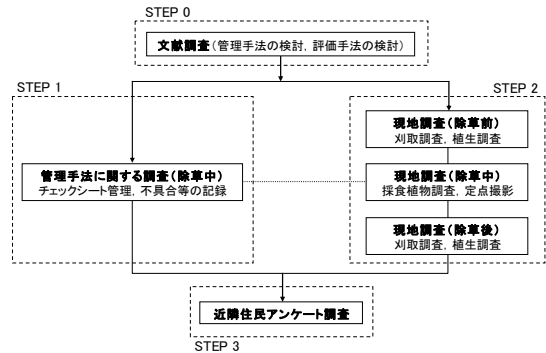 STEP 0
文献調査(管理手法の検討, 評価手法の検討)
STEP 1
管理手法に関する調査(除草中)
チェックシート管理, 不具合等の記録
STEP 2
現地調査(除草前)
刈取調査, 植生調査
現地調査(除草中)
採食植物調査, 定点撮影
現地調査(除草後)
刈取調査, 植生調査
近隣住民アンケート調査
STEP 3